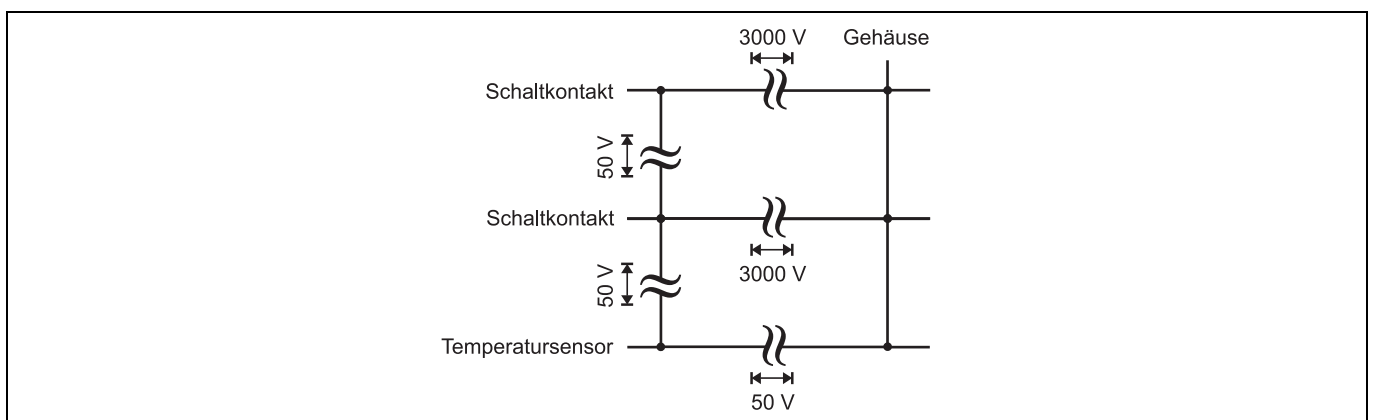 3000 V
Gehäuse
Schaltkontakt
50 V
Schaltkontakt
3000 V
50 V
Temperatursensor
50 V